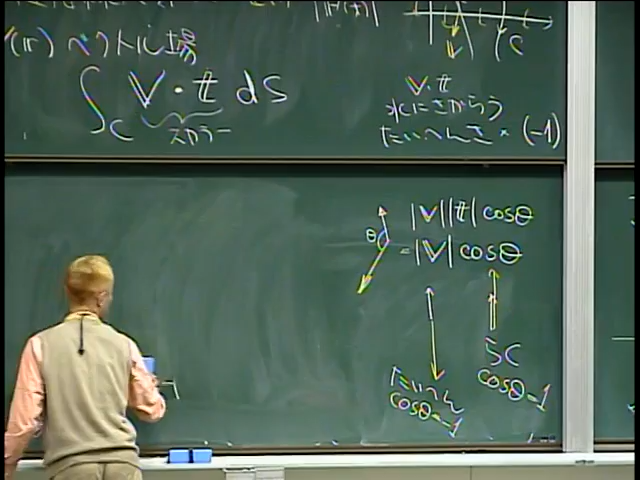 (ii) ベクトル場
∫_C 𝕍・𝕥 ds
スカラー
C
𝕍・𝕥
水にさからう
たいへんさ × (-1)
|𝕍||𝕥| cosθ
= |𝕍| cosθ
θ
たいへん
cosθ=-1
らく
cosθ=1